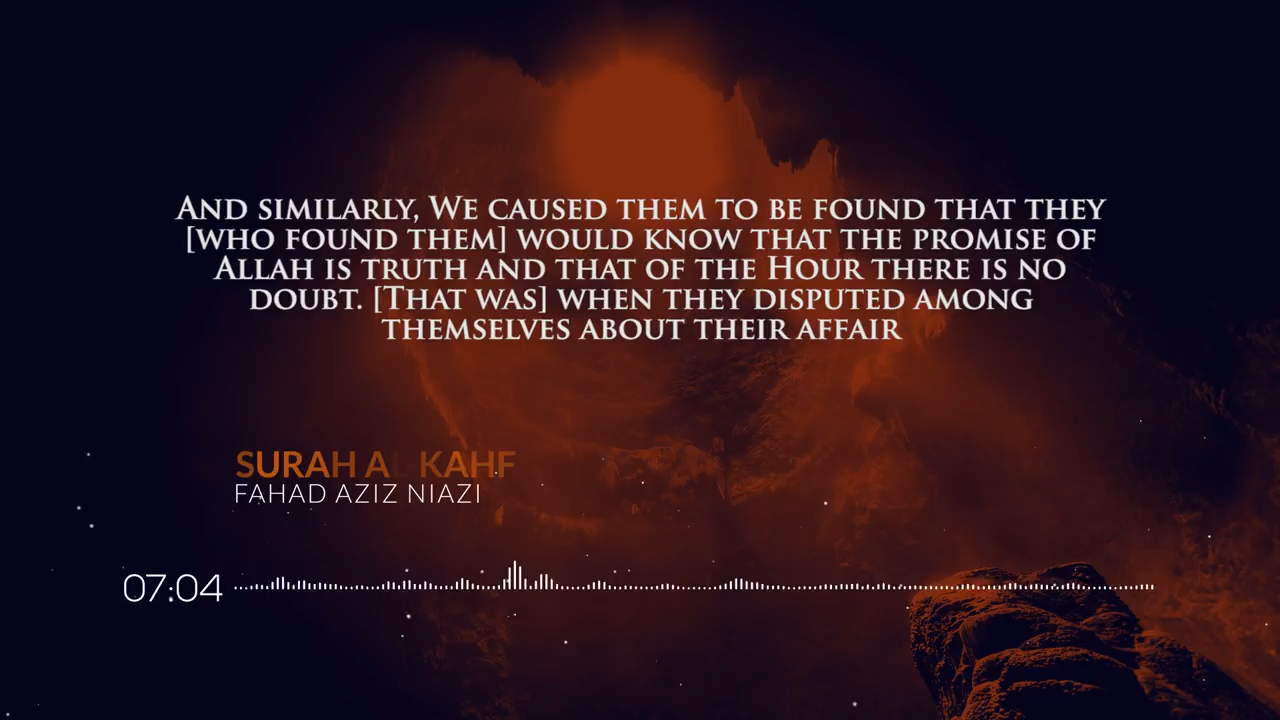 And similarly, We caused them to be found that they
[who found them] would know that the promise of
Allah is truth and that of the Hour there is no
doubt. [That was] when they disputed among
themselves about their affair
SURAH AL KAHF
FAHAD AZIZ NIAZI
07:04